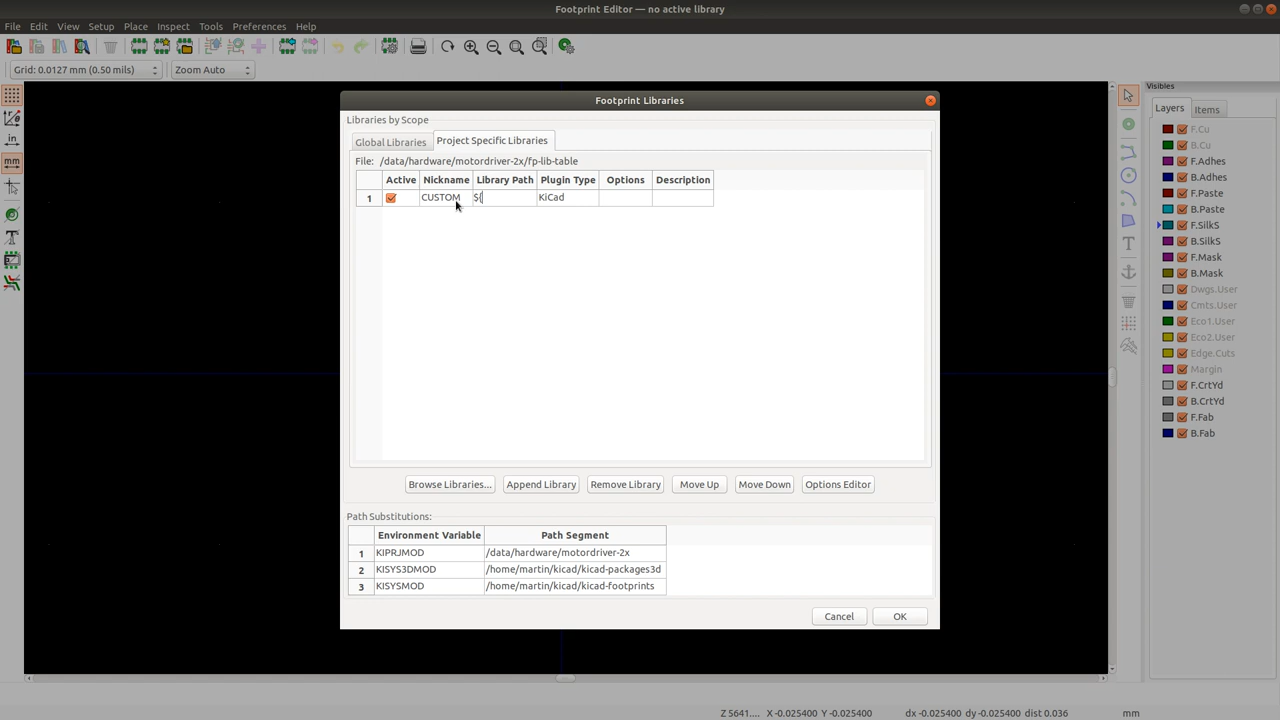 Footprint Editor — no active library
File Edit View Setup Place Inspect Tools Preferences Help
Grid: 0.0127 mm (0.50 mils) Zoom Auto
Footprint Libraries
Libraries by Scope
Global Libraries Project Specific Libraries
File: /data/hardware/motordriver-2x/fp-lib-table
Active Nickname Library Path Plugin Type Options Description
1 CUSTOM ${ KiCad
Browse Libraries... Append Library Remove Library Move Up Move Down Options Editor
Path Substitutions:
Environment Variable Path Segment
1 KIPRJMOD /data/hardware/motordriver-2x
2 KISYS3DMOD /home/martin/kicad/kicad-packages3d
3 KISYSMOD /home/martin/kicad/kicad-footprints
Cancel OK
in
mm
Visibles
Layers Items
F.Cu
B.Cu
F.Adhes
B.Adhes
F.Paste
B.Paste
F.SilkS
B.SilkS
F.Mask
B.Mask
Dwgs.User
Cmts.User
Eco1.User
Eco2.User
Edge.Cuts
Margin
F.CrtYd
B.CrtYd
F.Fab
B.Fab
Z 5641.... X -0.025400 Y -0.025400 dx -0.025400 dy -0.025400 dist 0.036 mm